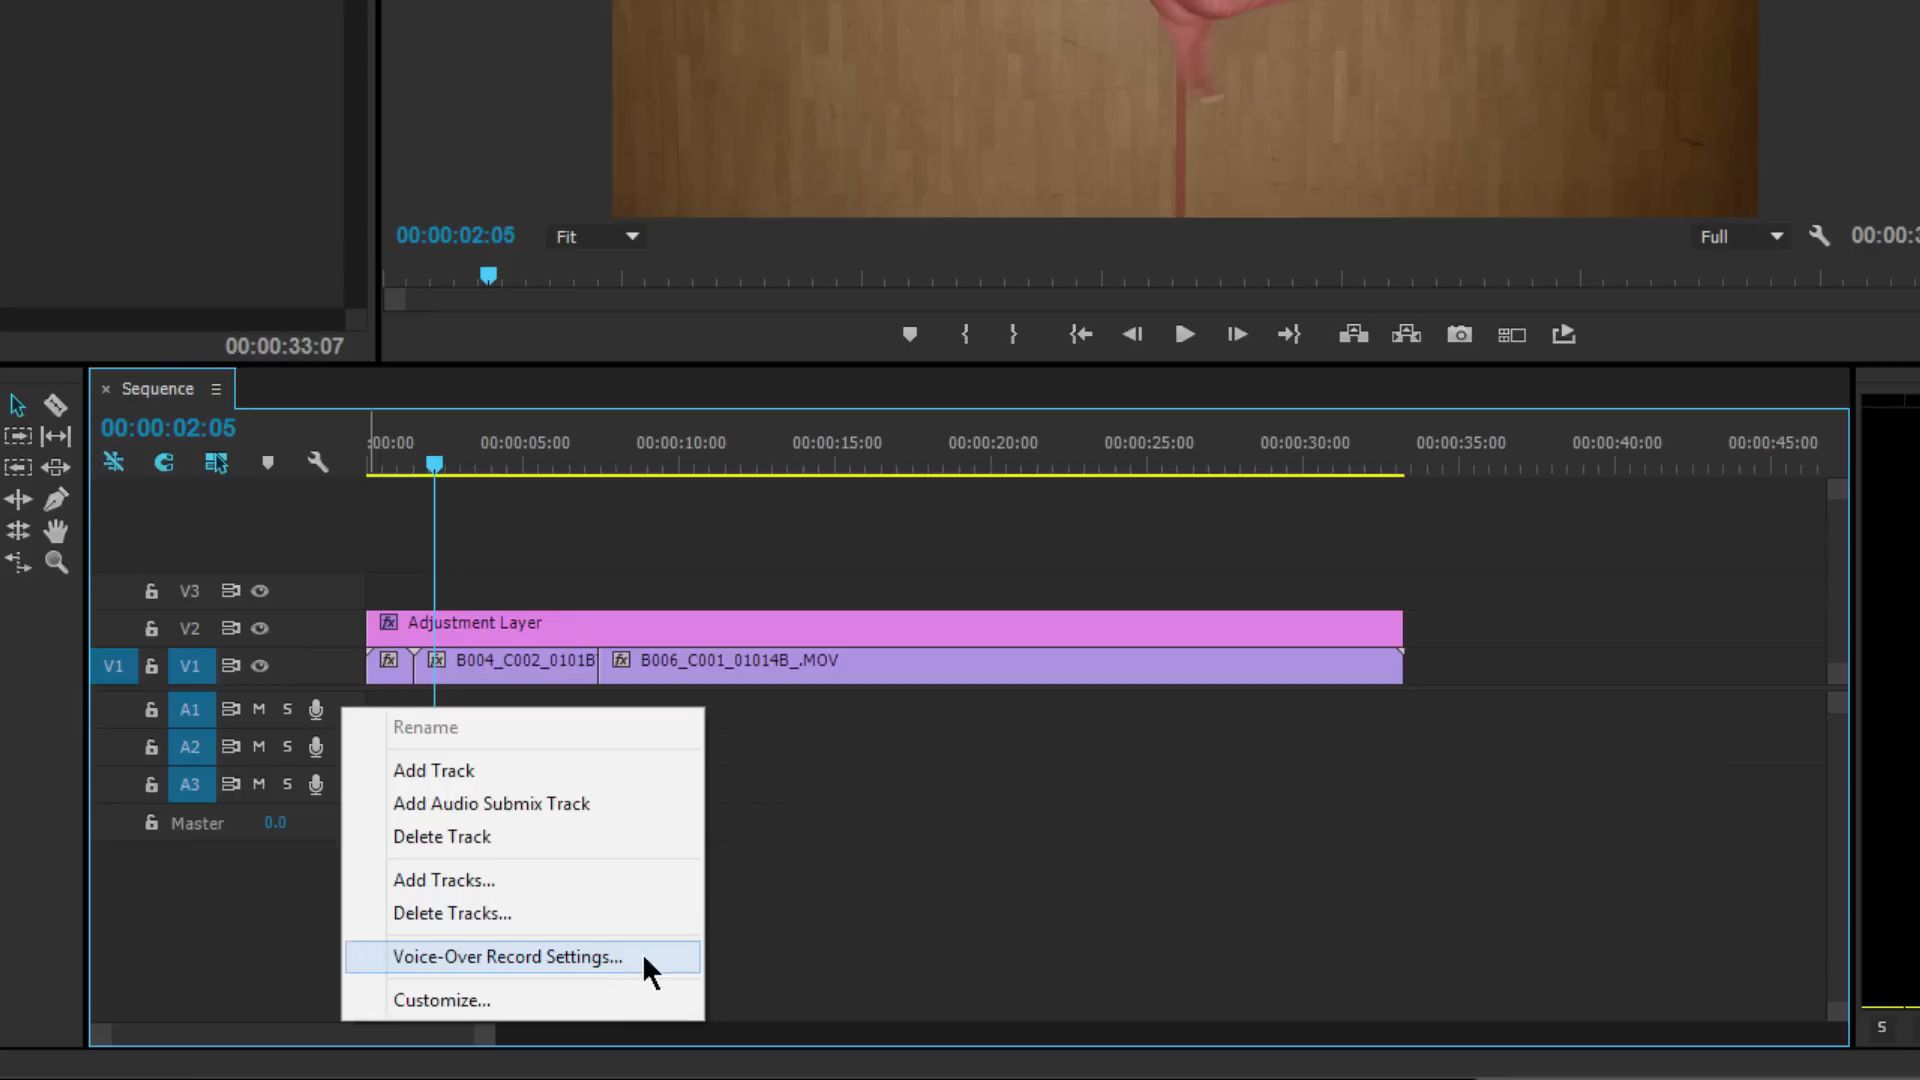 00:00:02:05
Fit
Full
00:00:33:07
Sequence
00:00:02:05
:00:00
00:00:05:00
00:00:10:00
00:00:15:00
00:00:20:00
00:00:25:00
00:00:30:00
00:00:35:00
00:00:40:00
00:00:45:00
V3
V2
fx Adjustment Layer
V1
V1
fx
fx B004_C002_0101B
fx B006_C001_01014B_.MOV
A1 M S
A2 M S
A3 M S
Master 0.0
Rename
Add Track
Add Audio Submix Track
Delete Track
Add Tracks...
Delete Tracks...
Voice-Over Record Settings...
Customize...
S